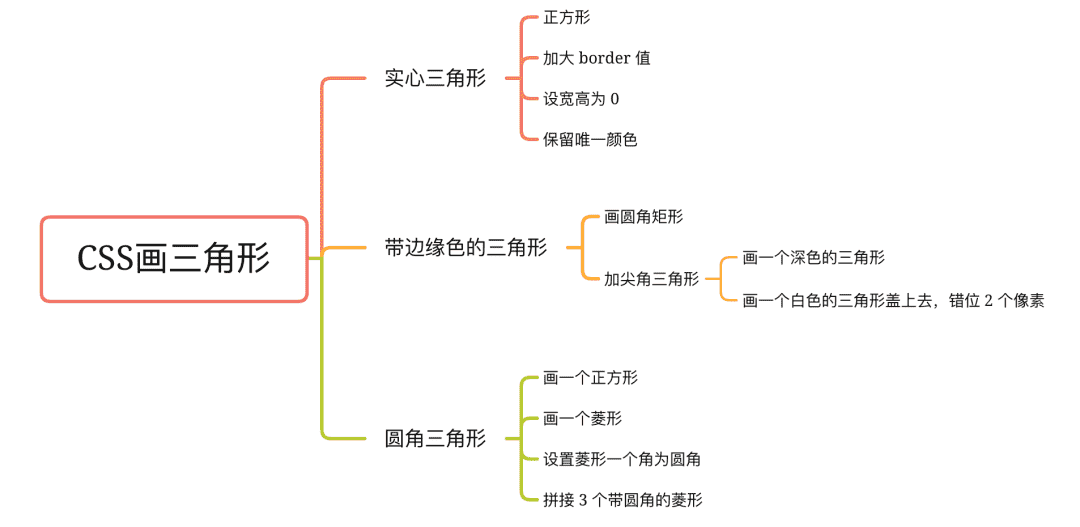 CSS画三角形
实心三角形
正方形
加大 border 值
设宽高为 0
保留唯一颜色
带边缘色的三角形
画圆角矩形
加尖角三角形
画一个深色的三角形
画一个白色的三角形盖上去，错位 2 个像素
圆角三角形
画一个正方形
画一个菱形
设置菱形一个角为圆角
拼接 3 个带圆角的菱形